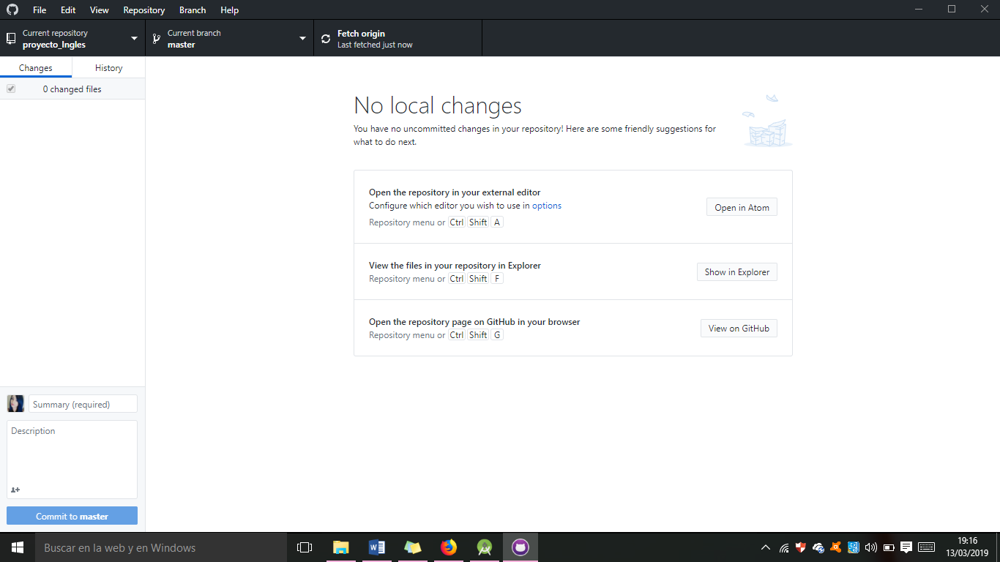 File Edit View Repository Branch Help
Current repository
proyecto_Ingles
Current branch
master
Fetch origin
Last fetched just now
Changes History
0 changed files
No local changes
You have no uncommitted changes in your repository! Here are some friendly suggestions for
what to do next.
Open the repository in your external editor
Configure which editor you wish to use in options
Repository menu or Ctrl Shift A
Open in Atom
View the files in your repository in Explorer
Repository menu or Ctrl Shift F
Show in Explorer
Open the repository page on GitHub in your browser
Repository menu or Ctrl Shift G
View on GitHub
Summary (required)
Description
Commit to master
Buscar en la web y en Windows
19:16
13/03/2019